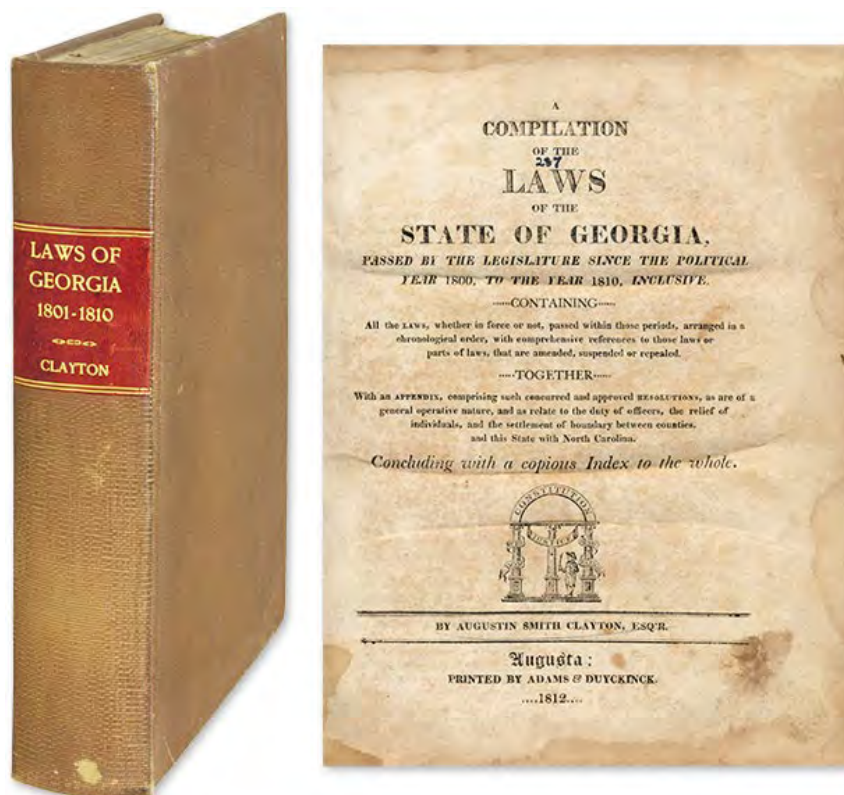 LAWS OF
GEORGIA
1801-1810
CLAYTON
A
COMPILATION
OF THE
287
LAWS
OF THE
STATE OF GEORGIA,
PASSED BY THE LEGISLATURE SINCE THE POLITICAL
YEAR 1800, TO THE YEAR 1810, INCLUSIVE.
.....CONTAINING.....
All the LAWS, whether in force or not, passed within those periods, arranged in a
chronological order, with comprehensive references to those laws or
parts of laws, that are amended, suspended or repealed.
.....TOGETHER.....
With an APPENDIX, comprising such concurred and approved RESOLUTIONS, as are of a
general operative nature, and as relate to the duty of officers, the relief of
individuals, and the settlement of boundary between counties,
and this State with North Carolina.
Concluding with a copious Index to the whole.
CONSTITUTION
JUSTICE
BY AUGUSTIN SMITH CLAYTON, ESQ'R.
Augusta:
PRINTED BY ADAMS & DUYCKINCK.
....1812....